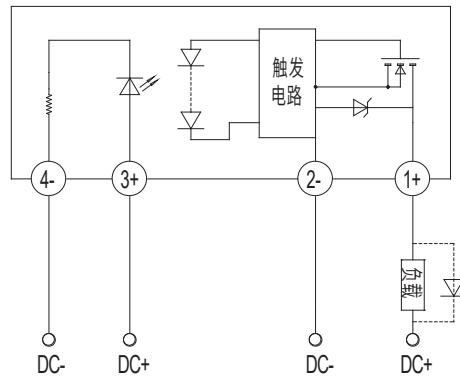 触发
电路
4-
3+
2-
1+
负载
DC-
DC+
DC-
DC+